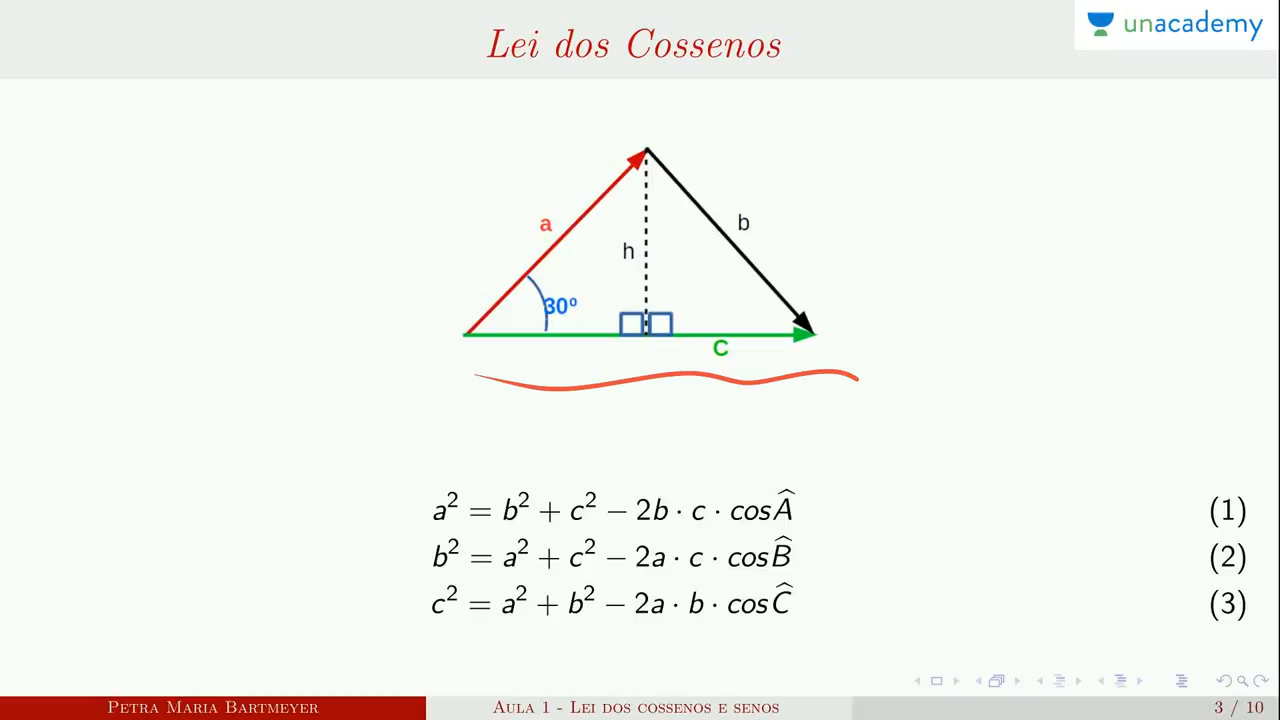 Lei dos Cossenos
unacademy
a
b
h
30º
C
a² = b² + c² − 2b · c · cos Â (1)
b² = a² + c² − 2a · c · cos B̂ (2)
c² = a² + b² − 2a · b · cos Ĉ (3)
Petra Maria Bartmeyer
Aula 1 - Lei dos cossenos e senos
3 / 10